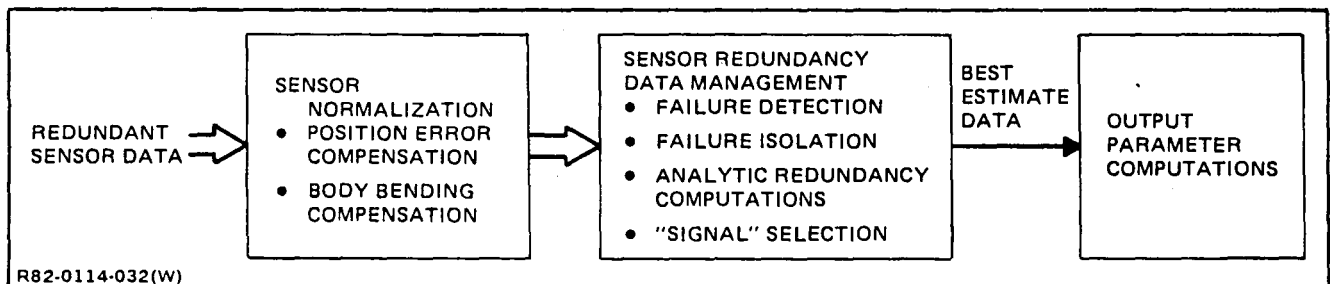 REDUNDANT
SENSOR DATA
SENSOR
NORMALIZATION
• POSITION ERROR
COMPENSATION
• BODY BENDING
COMPENSATION
SENSOR REDUNDANCY
DATA MANAGEMENT
• FAILURE DETECTION
• FAILURE ISOLATION
• ANALYTIC REDUNDANCY
COMPUTATIONS
• "SIGNAL" SELECTION
BEST
ESTIMATE
DATA
OUTPUT
PARAMETER
COMPUTATIONS
R82-0114-032(W)